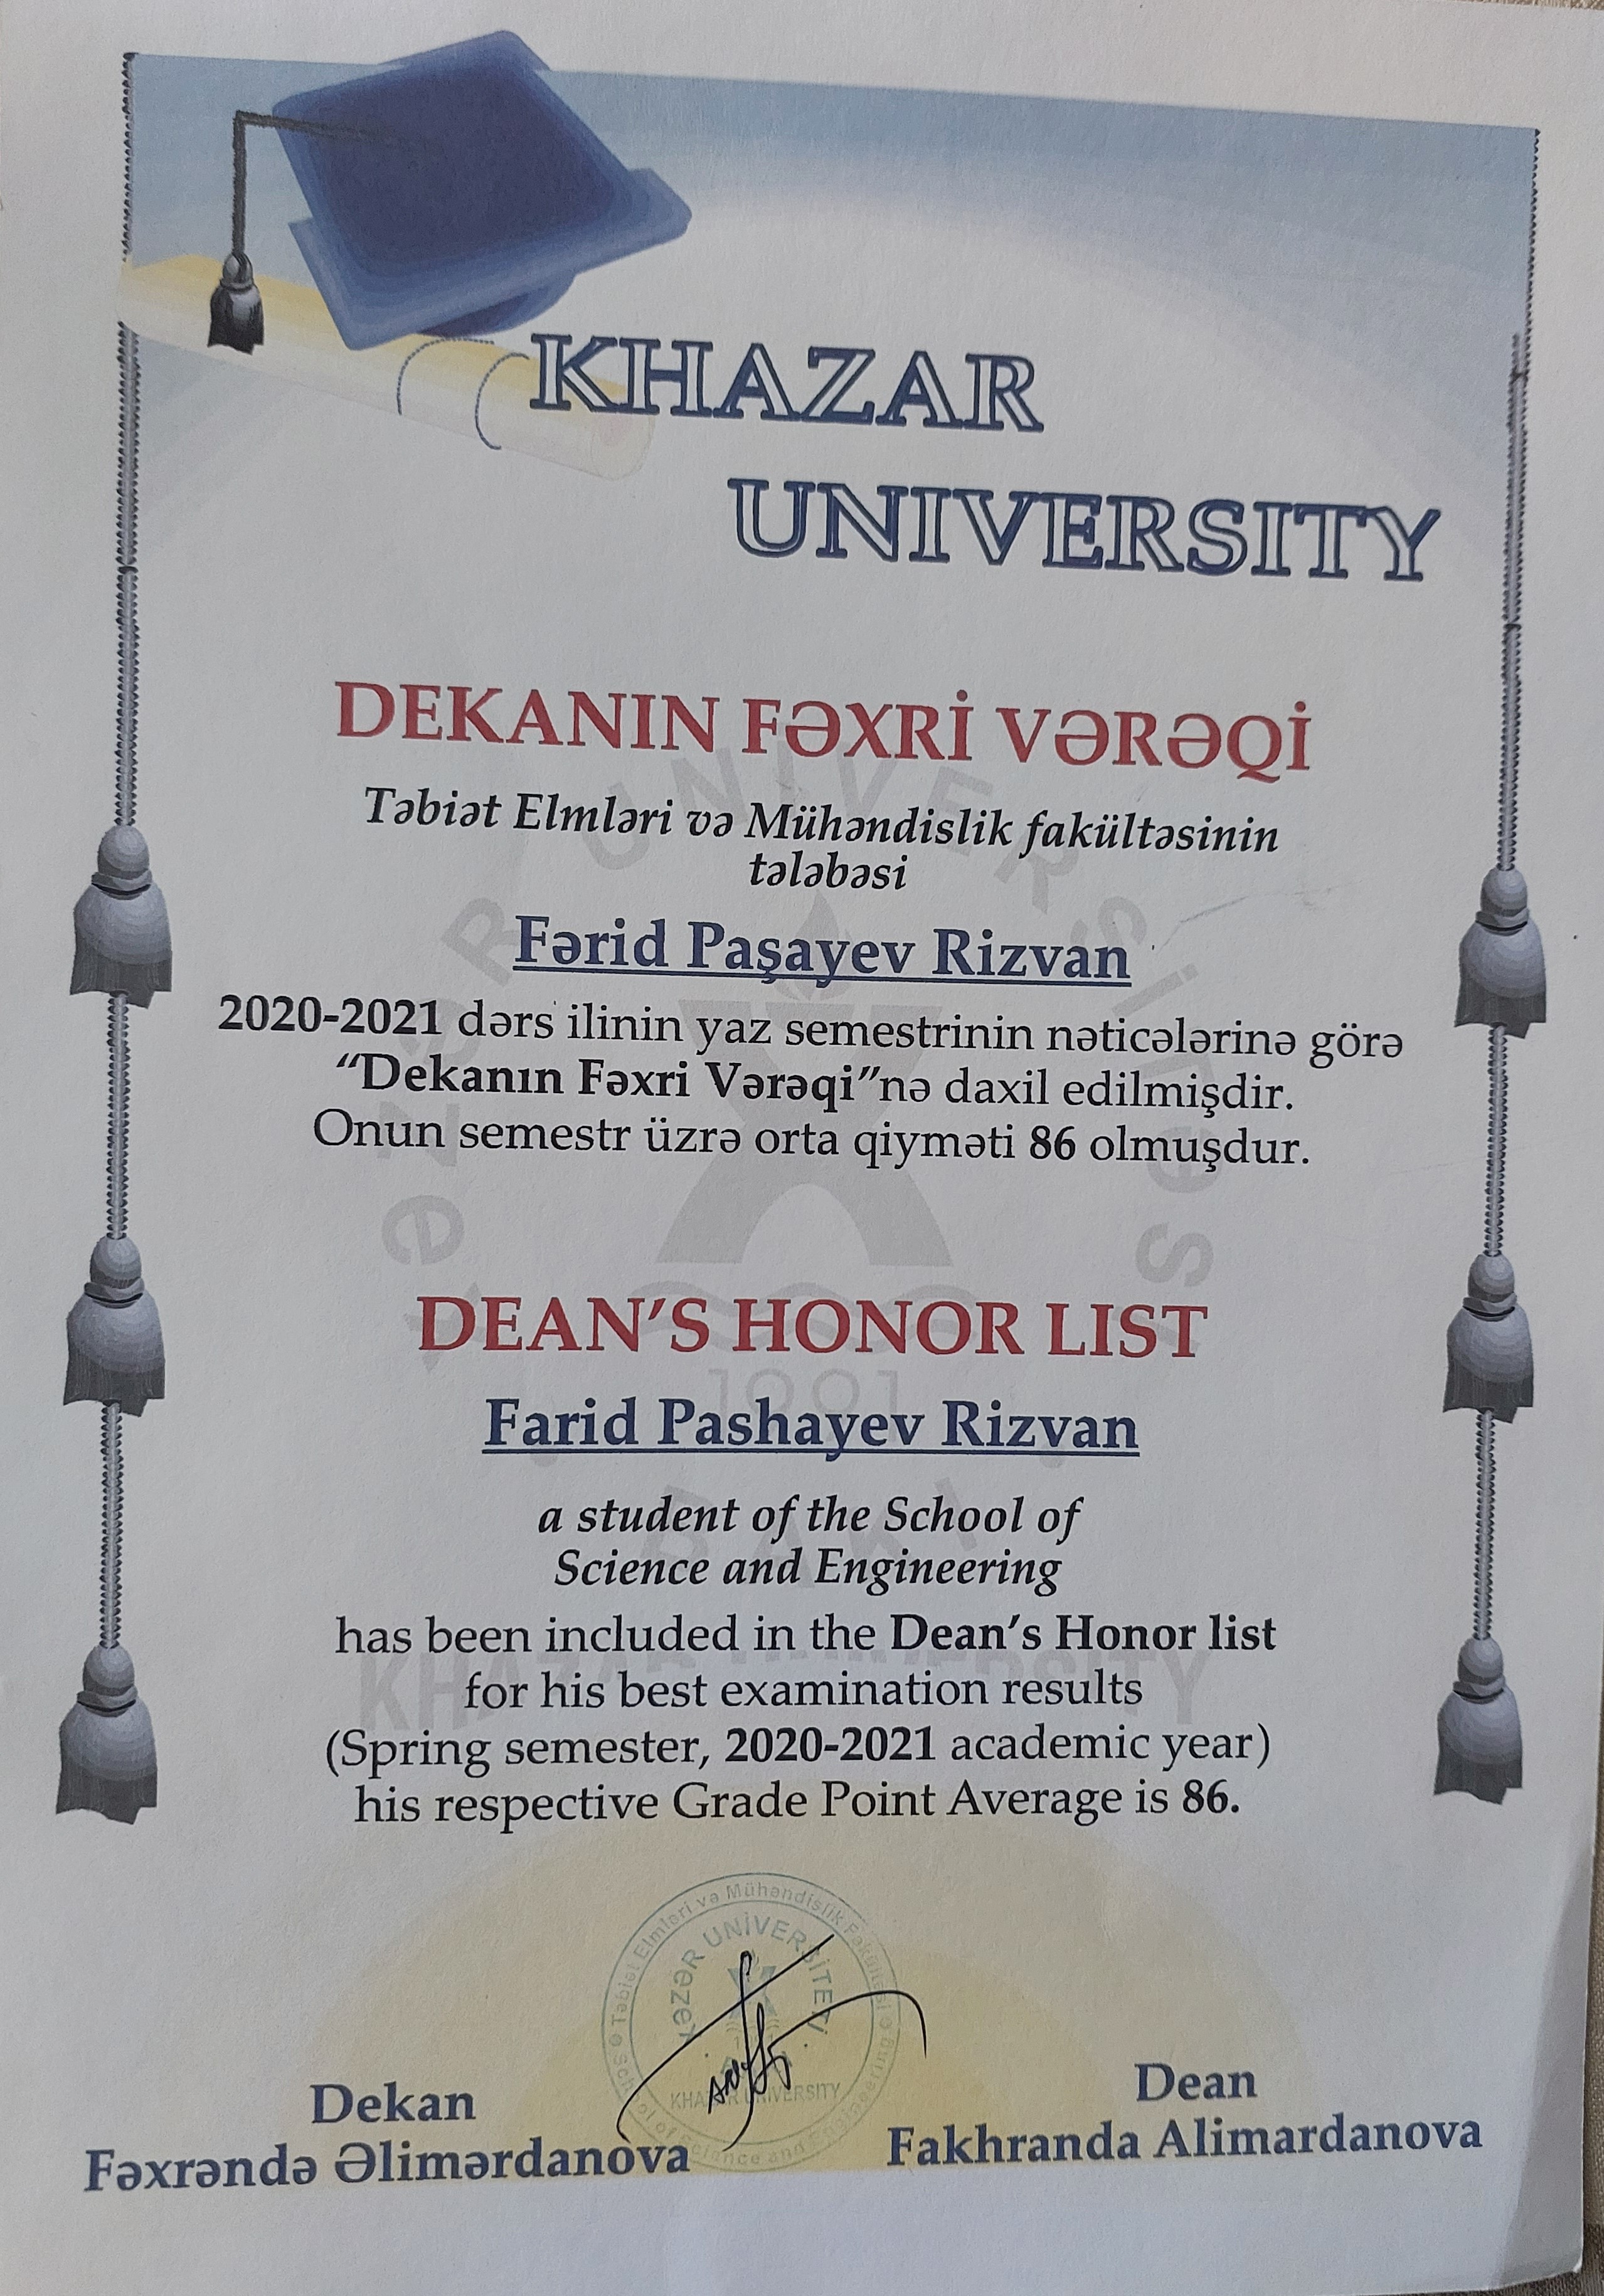 KHAZAR
UNIVERSITY
DEKANIN FƏXRİ VƏRƏQİ
Təbiət Elmləri və Mühəndislik fakültəsinin
tələbəsi
Fərid Paşayev Rizvan
2020-2021 dərs ilinin yaz semestrinin nəticələrinə görə
“Dekanın Fəxri Vərəqi”nə daxil edilmişdir.
Onun semestr üzrə orta qiyməti 86 olmuşdur.
DEAN’S HONOR LIST
Farid Pashayev Rizvan
a student of the School of
Science and Engineering
has been included in the Dean’s Honor list
for his best examination results
(Spring semester, 2020-2021 academic year)
his respective Grade Point Average is 86.
Təbiət Elmləri və Mühəndislik Fakültəsi
School of Science and Engineering
XƏZƏR UNİVERSİTƏSİ
KHAZAR UNIVERSITY
Dekan
Fəxrəndə Əlimərdanova
Dean
Fakhranda Alimardanova
1991
BAKI
KHAZAR UNIVERSITY